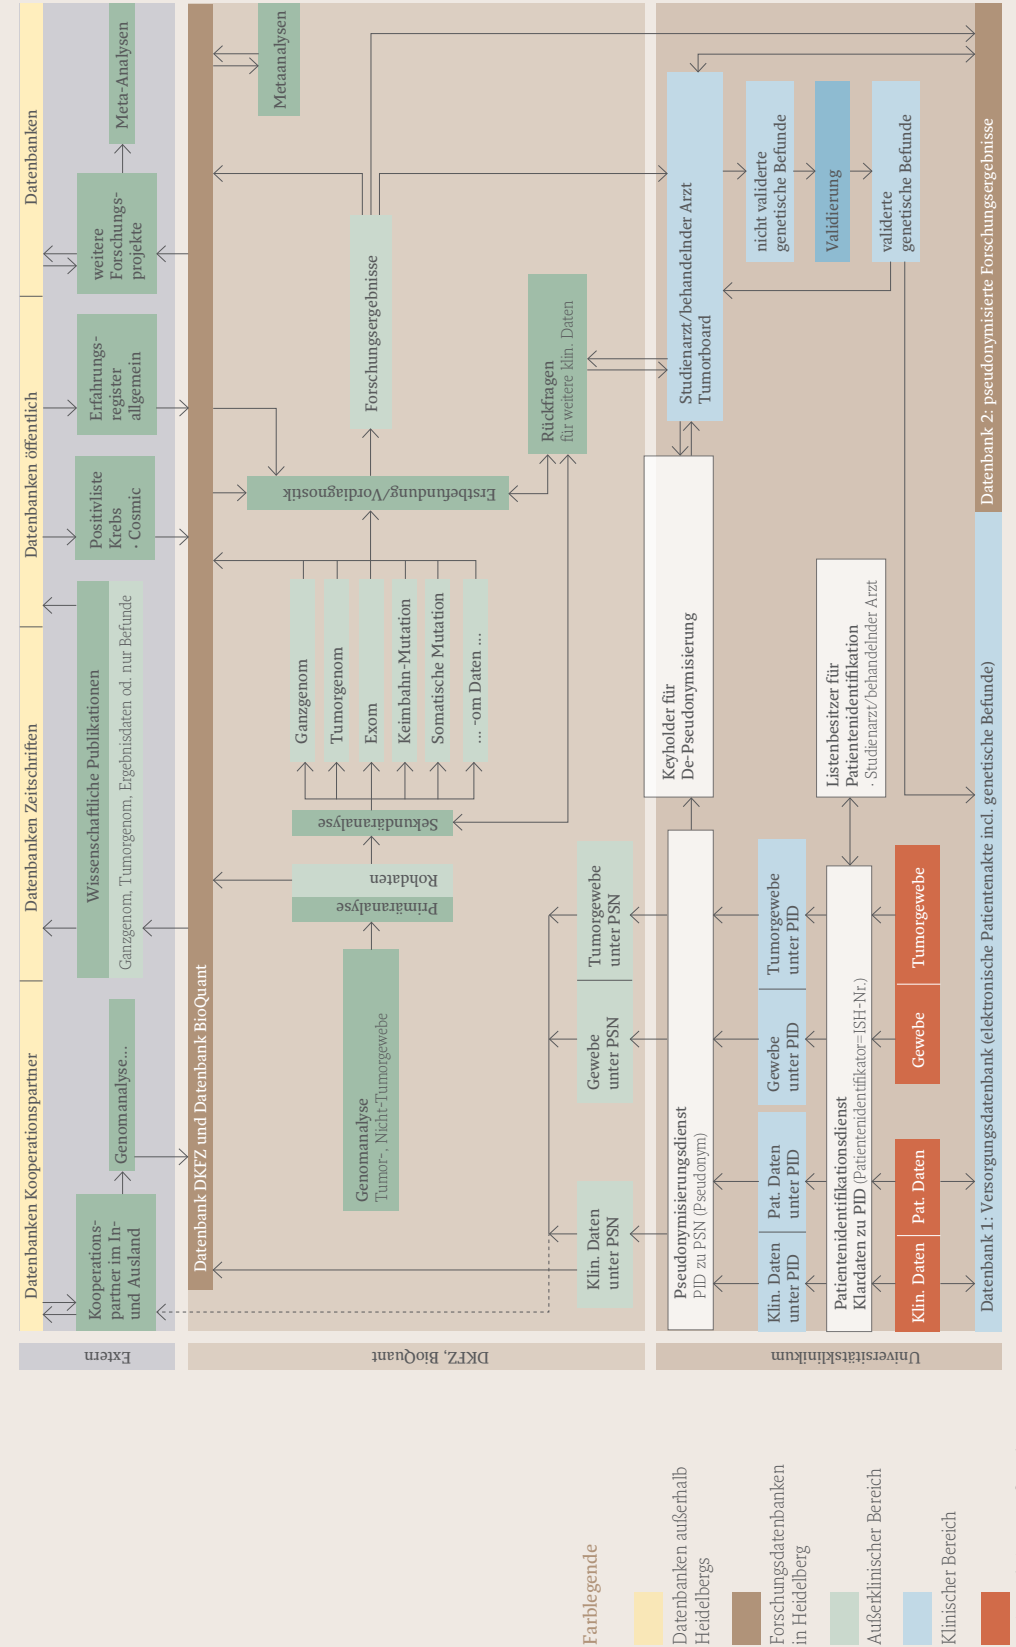 Datenbanken Kooperationspartner
Datenbanken Zeitschriften
Datenbanken öffentlich
Datenbanken
Kooperations-
partner im In-
und Ausland
Genomanalyse...
Wissenschaftliche Publikationen
Ganzgenom, Tumorgenom, Ergebnisdaten od. nur Befunde
Positivliste
Krebs
· Cosmic
Erfahrungs-
register
allgemein
weitere
Forschungs-
projekte
Meta-Analysen
Extern
Datenbank DKFZ und Datenbank BioQuant
Metaanalysen
Genomanalyse
Tumor-, Nicht-Tumorgewebe
Primäranalyse
Rohdaten
Sekundäranalyse
Ganzgenom
Tumorgenom
Exom
Keimbahn-Mutation
Somatische Mutation
... -om Daten ...
Erstbefundung/Vordiagnostik
Forschungsergebnisse
Rückfragen
für weitere klin. Daten
Klin. Daten
unter PSN
Gewebe
unter PSN
Tumorgewebe
unter PSN
DKFZ, BioQuant
Pseudonymisierungsdienst
PID zu PSN (Pseudonym)
Keyholder für
De-Pseudonymisierung
Studienarzt/behandelnder Arzt
Tumorboard
nicht validerte
genetische Befunde
Validierung
validerte
genetische Befunde
Klin. Daten
unter PID
Pat. Daten
unter PID
Gewebe
unter PID
Tumorgewebe
unter PID
Patientenidentifikationsdienst
Klardaten zu PID (Patientenidentifikator=ISH-Nr.)
Listenbesitzer für
Patientenidentifikation
· Studienarzt/behandelnder Arzt
Klin. Daten
Pat. Daten
Gewebe
Tumorgewebe
Universitätsklinikum
Datenbank 1: Versorgungsdatenbank (elektronische Patientenakte incl. genetische Befunde)
Datenbank 2: pseudonymisierte Forschungsergebnisse
Farblegende
Datenbanken außerhalb
Heidelbergs
Forschungsdatenbanken
in Heidelberg
Außerklinischer Bereich
Klinischer Bereich